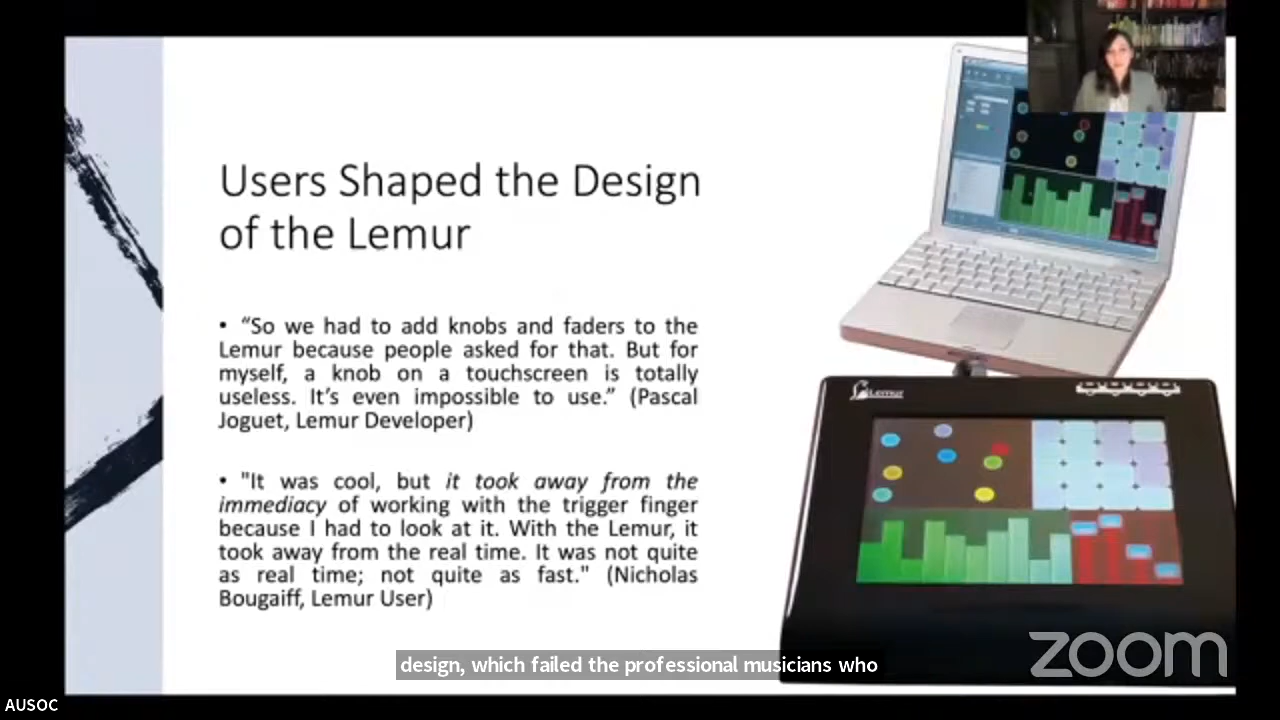 Users Shaped the Design
of the Lemur
• “So we had to add knobs and faders to the
Lemur because people asked for that. But for
myself, a knob on a touchscreen is totally
useless. It’s even impossible to use.” (Pascal
Joguet, Lemur Developer)
• "It was cool, but it took away from the
immediacy of working with the trigger finger
because I had to look at it. With the Lemur, it
took away from the real time. It was not quite
as real time; not quite as fast." (Nicholas
Bougaiff, Lemur User)
Lemur
zoom
design, which failed the professional musicians who
AUSOC